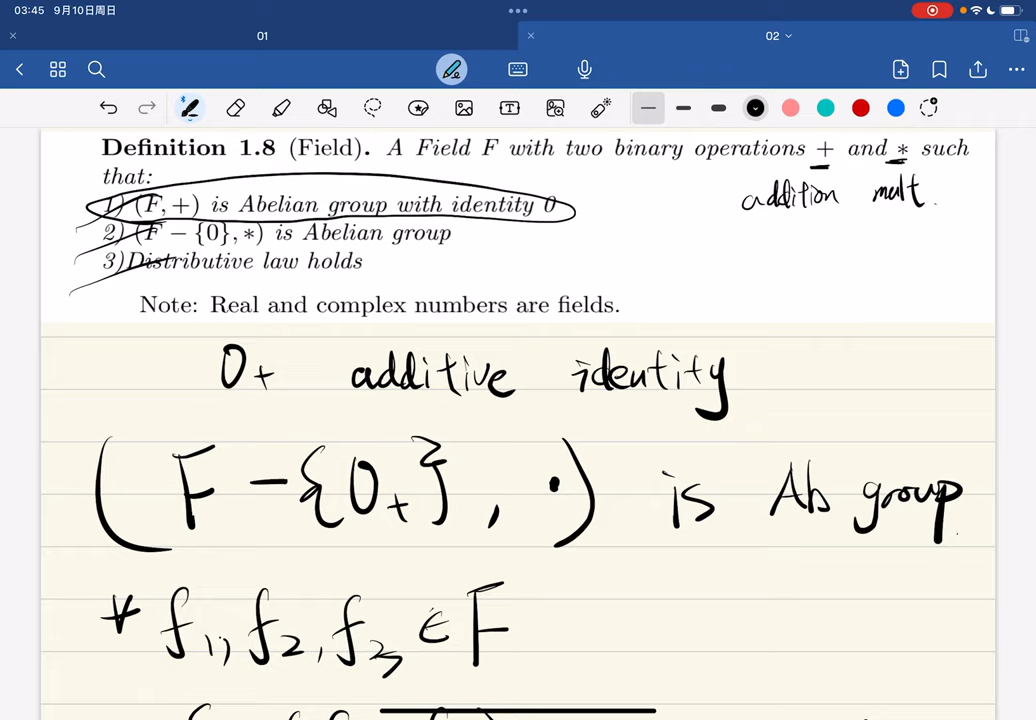 03:45 9月10日周日
01
02
Definition 1.8 (Field). A Field F with two binary operations + and * such
that:
addition mult.
1) (F, +) is Abelian group with identity 0
2) (F − {0}, *) is Abelian group
3)Distributive law holds
Note: Real and complex numbers are fields.
0+ additive identity
(F − {0+}, ·) is Ab group
∀ f1, f2, f3 ∈ F